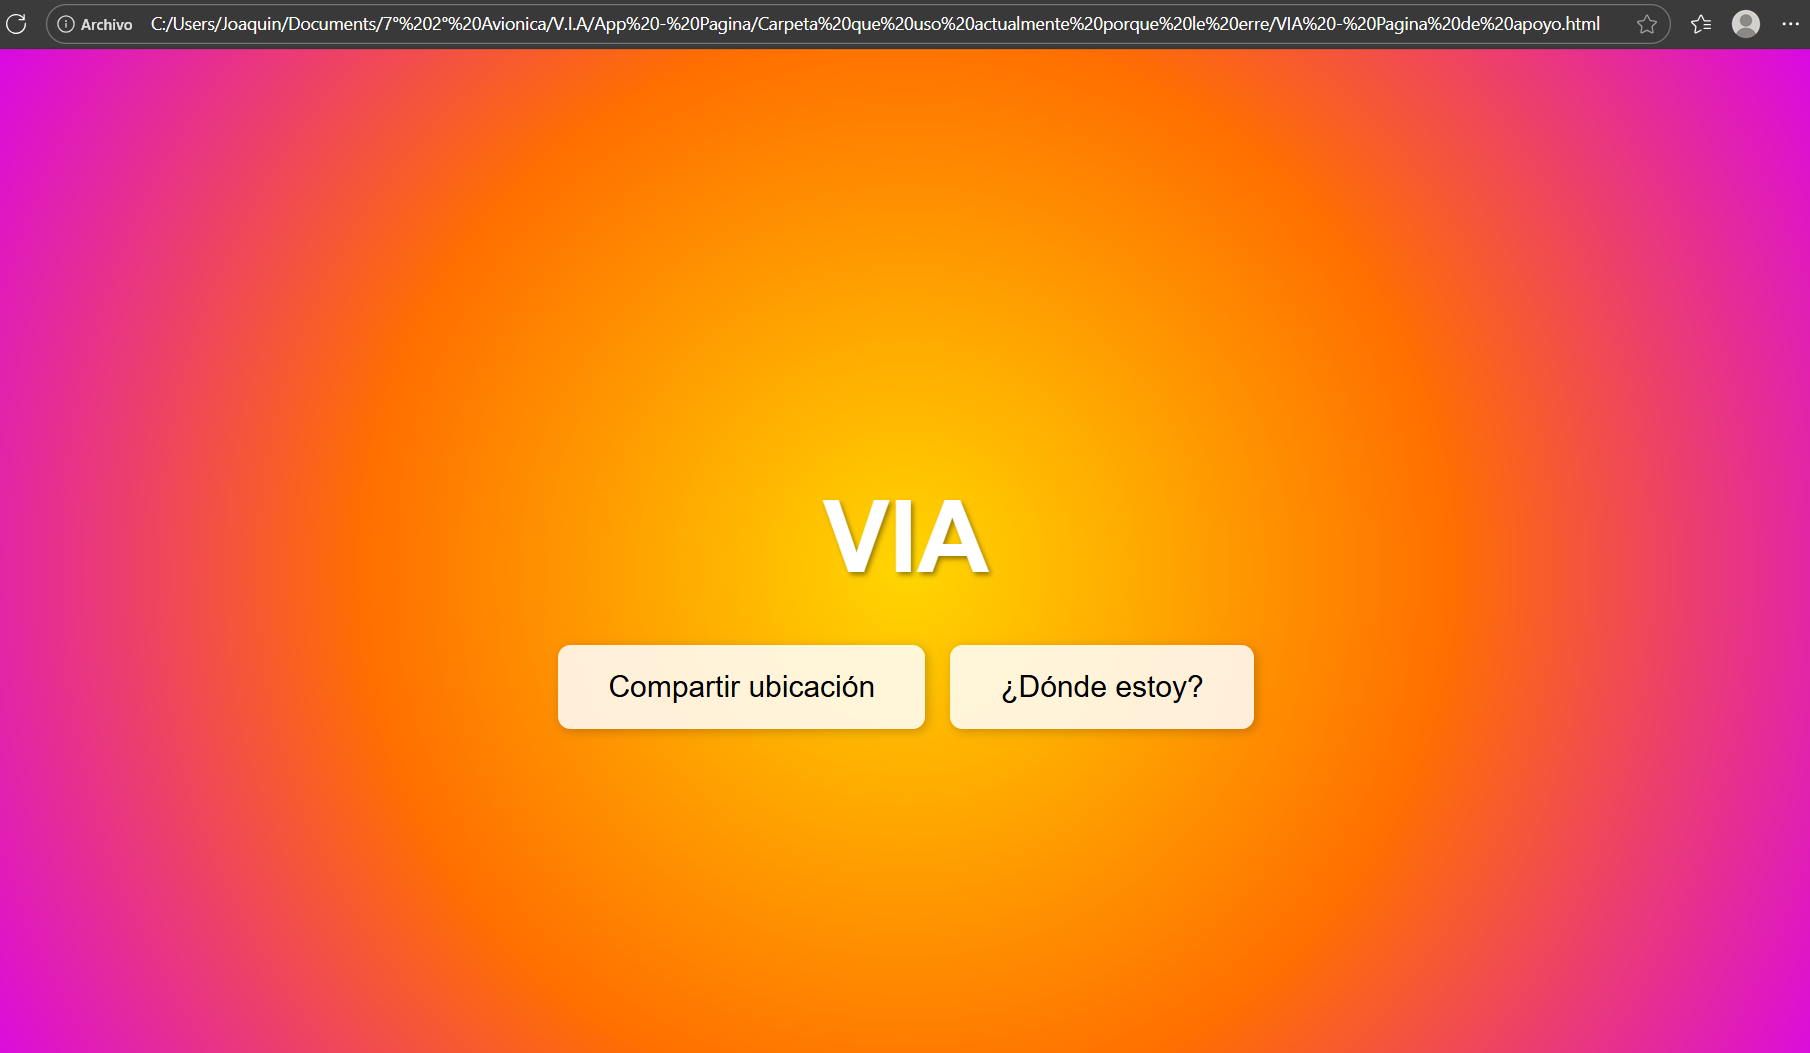 Archivo C:/Users/Joaquin/Documents/7°%202°%20Avionica/V.I.A/App%20-%20Pagina/Carpeta%20que%20uso%20actualmente%20porque%20le%20erre/VIA%20-%20Pagina%20de%20apoyo.html
VIA
Compartir ubicación ¿Dónde estoy?